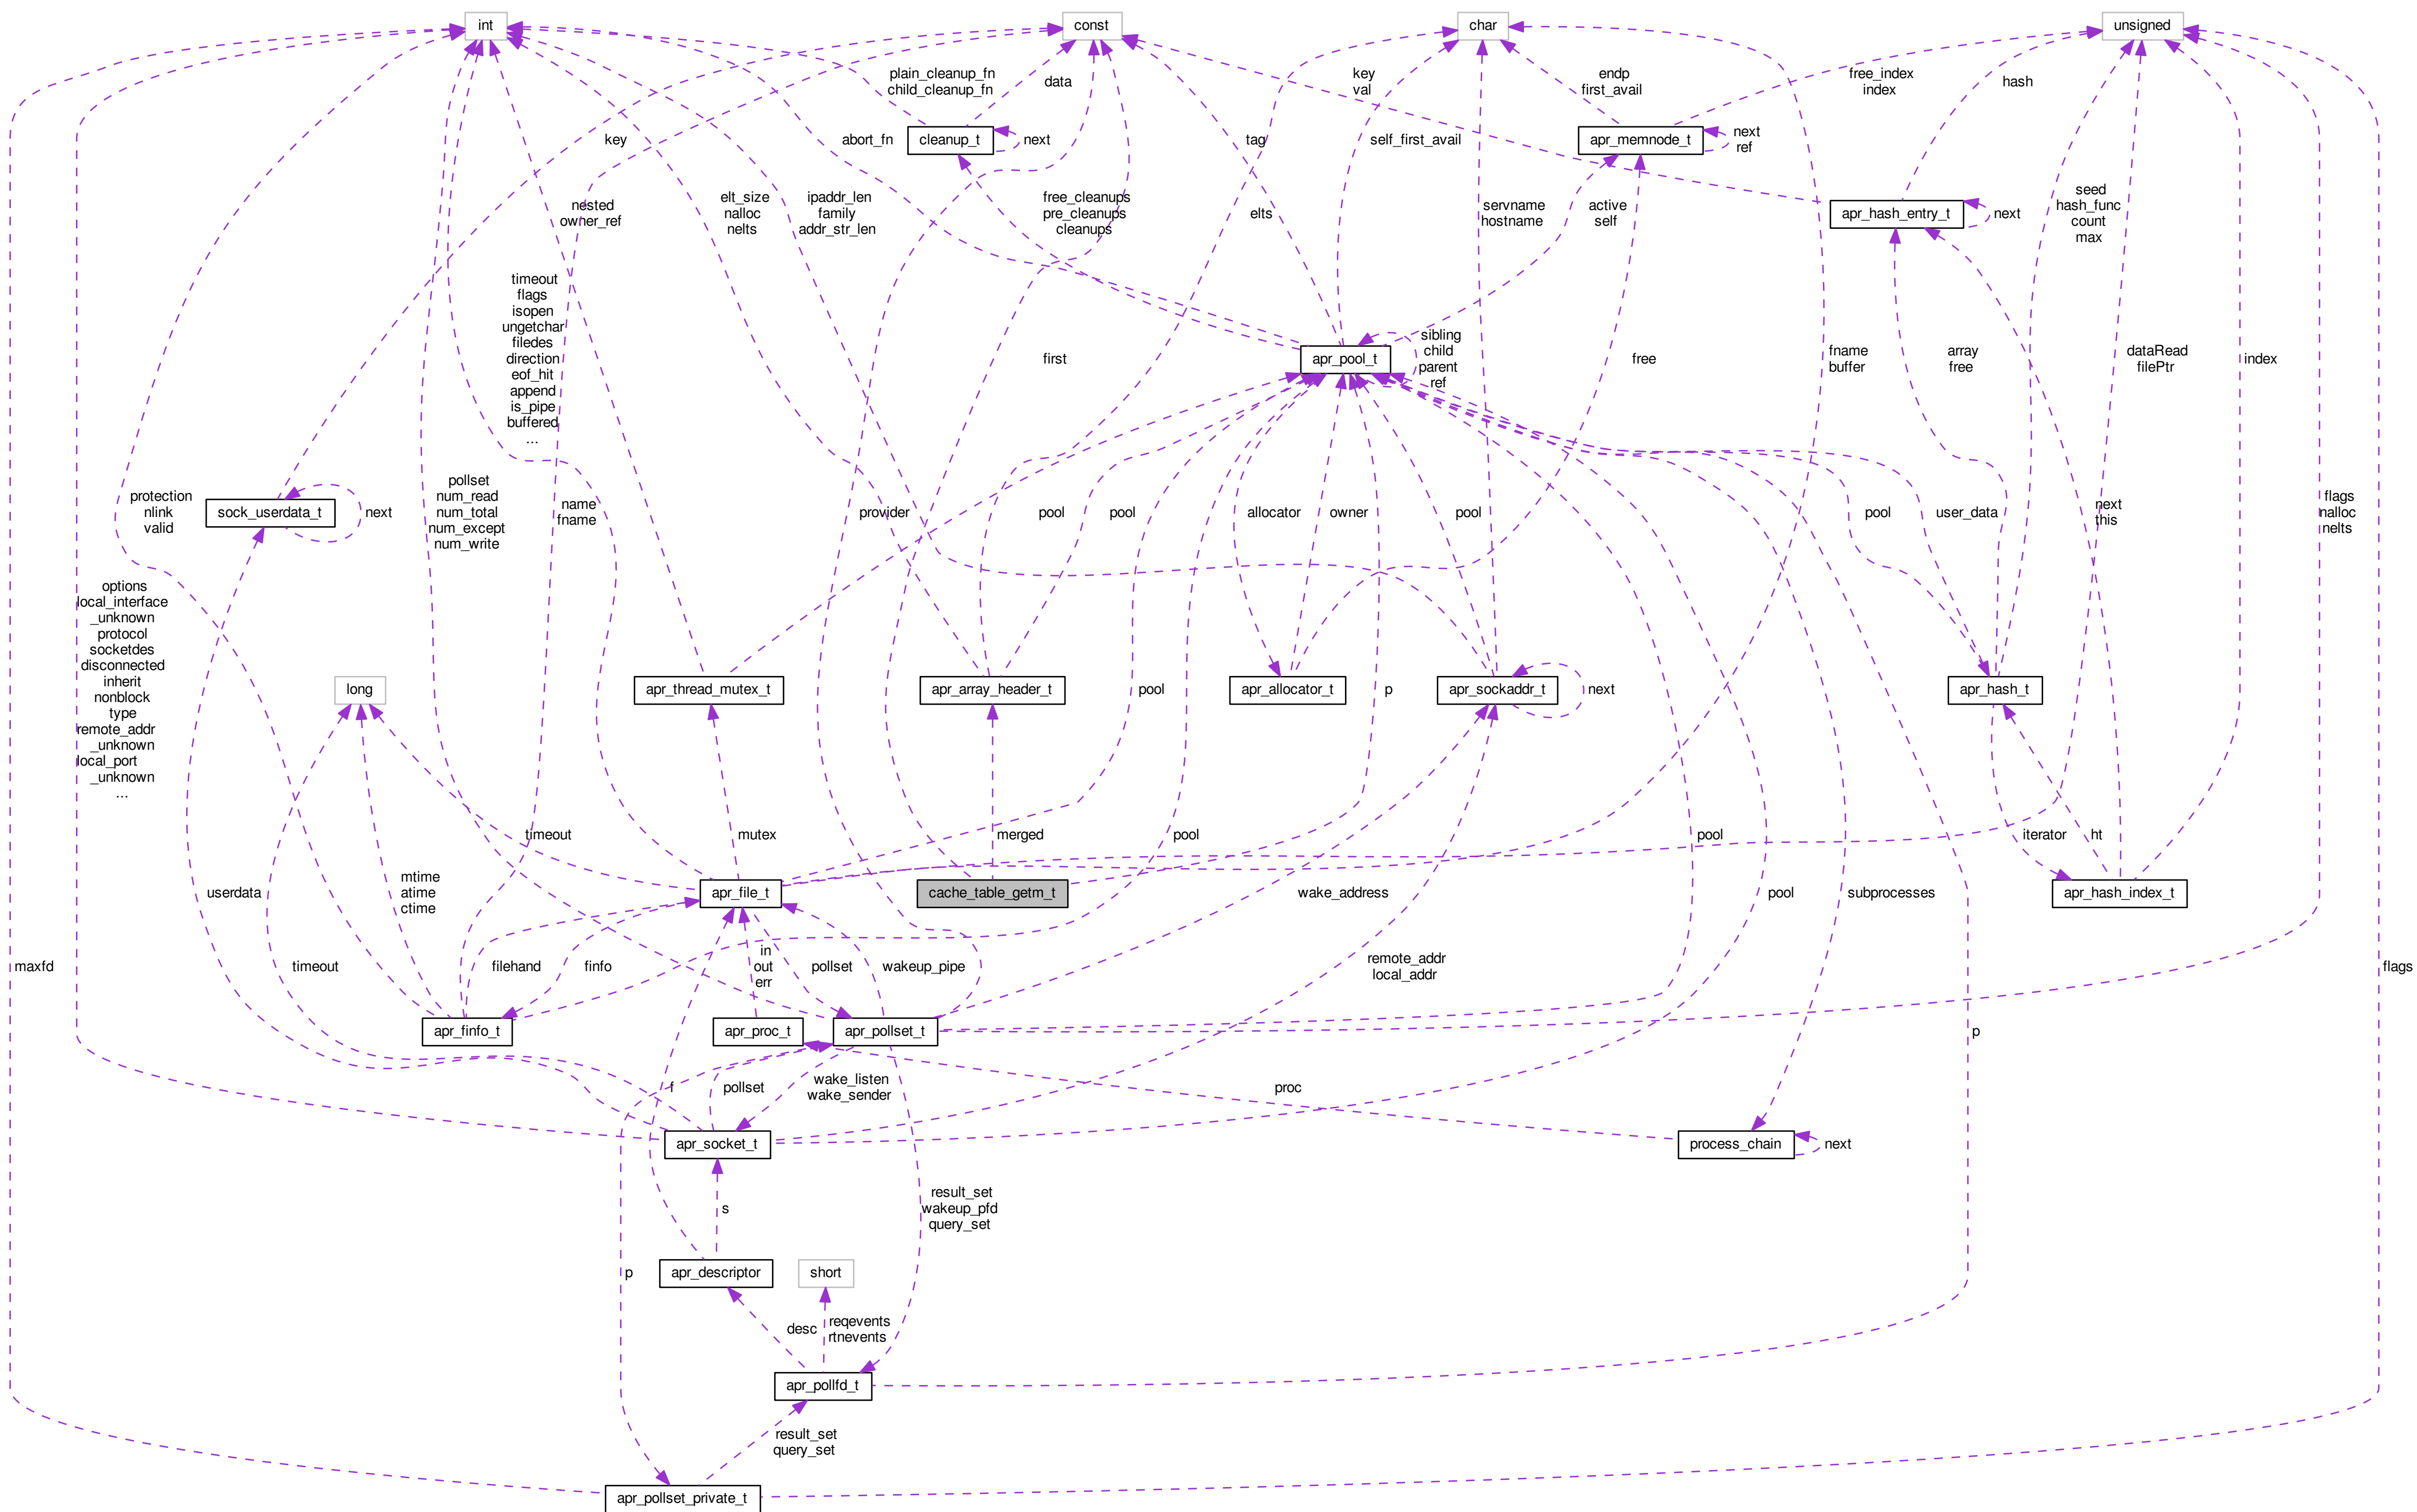 int
const
char
unsigned
plain_cleanup_fn
child_cleanup_fn
data
key
val
endp
first_avail
free_index
index
hash
cleanup_t
next
key
abort_fn
tag
self_first_avail
apr_memnode_t
next
ref
nested
owner_ref
elt_size
nalloc
nelts
ipaddr_len
family
addr_str_len
free_cleanups
pre_cleanups
cleanups
elts
servname
hostname
active
self
apr_hash_entry_t
next
seed
hash_func
count
max
timeout
flags
isopen
ungetchar
filedes
direction
eof_hit
append
is_pipe
buffered
...
first
apr_pool_t
sibling
child
parent
ref
free
fname
buffer
array
free
dataRead
filePtr
index
protection
nlink
valid
sock_userdata_t
next
pollset
num_read
num_total
num_except
num_write
name
fname
provider
pool
pool
allocator
owner
pool
pool
user_data
next
this
flags
nalloc
nelts
options
local_interface
_unknown
protocol
socketdes
disconnected
inherit
nonblock
type
remote_addr
_unknown
local_port
_unknown
...
long
apr_thread_mutex_t
apr_array_header_t
pool
apr_allocator_t
p
apr_sockaddr_t
next
apr_hash_t
timeout
mutex
merged
pool
pool
iterator
ht
userdata
mtime
atime
ctime
apr_file_t
cache_table_getm_t
wake_address
pool
subprocesses
apr_hash_index_t
maxfd
timeout
filehand
finfo
in
out
err
pollset
wakeup_pipe
remote_addr
local_addr
flags
apr_finfo_t
apr_proc_t
apr_pollset_t
p
f
pollset
wake_listen
wake_sender
proc
apr_socket_t
process_chain
next
s
result_set
wakeup_pfd
query_set
p
apr_descriptor
short
desc
reqevents
rtnevents
apr_pollfd_t
result_set
query_set
apr_pollset_private_t